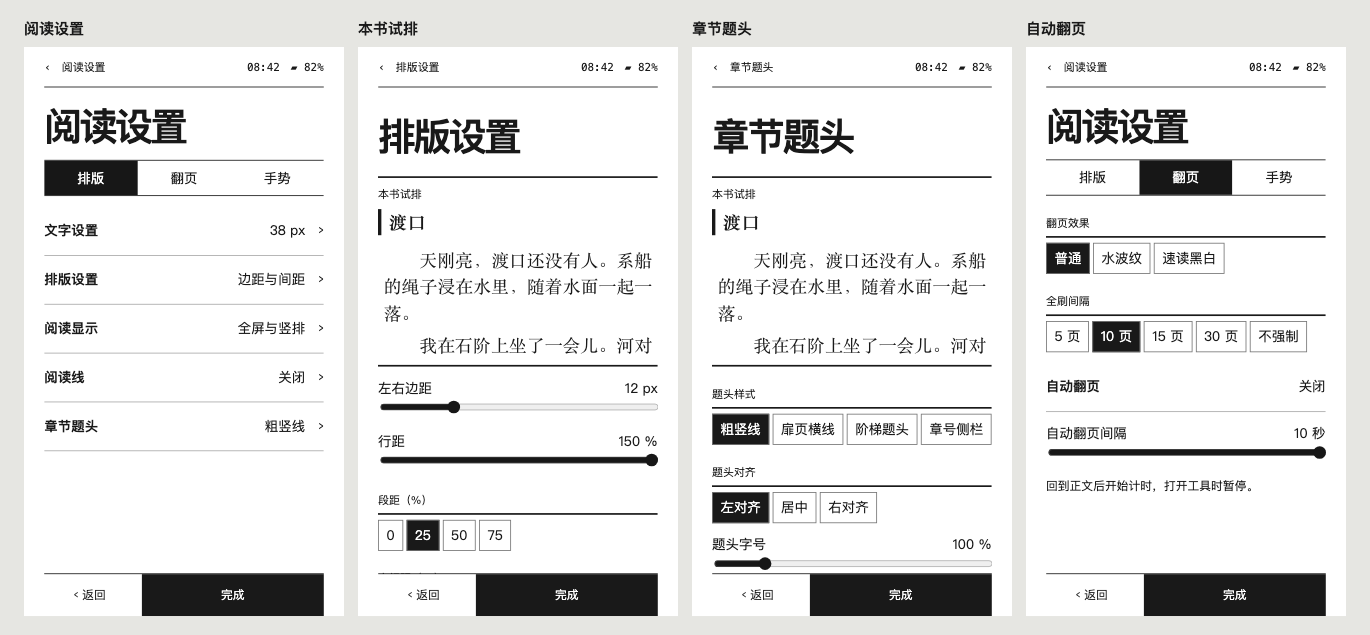 阅读设置
‹ 阅读设置 08:42 82%
阅读设置
排版 翻页 手势
文字设置 38 px ›
排版设置 边距与间距 ›
阅读显示 全屏与竖排 ›
阅读线 关闭 ›
章节题头 粗竖线 ›
‹ 返回 完成
本书试排
‹ 排版设置 08:42 82%
排版设置
本书试排
渡口
天刚亮，渡口还没有人。系船
的绳子浸在水里，随着水面一起一
落。
我在石阶上坐了一会儿。河对
左右边距 12 px
行距 150 %
段距（%）
0 25 50 75
‹ 返回 完成
章节题头
‹ 章节题头 08:42 82%
章节题头
本书试排
渡口
天刚亮，渡口还没有人。系船
的绳子浸在水里，随着水面一起一
落。
我在石阶上坐了一会儿。河对
题头样式
粗竖线 扉页横线 阶梯题头 章号侧栏
题头对齐
左对齐 居中 右对齐
题头字号 100 %
‹ 返回 完成
自动翻页
‹ 阅读设置 08:42 82%
阅读设置
排版 翻页 手势
翻页效果
普通 水波纹 速读黑白
全刷间隔
5 页 10 页 15 页 30 页 不强制
自动翻页 关闭
自动翻页间隔 10 秒
回到正文后开始计时，打开工具时暂停。
‹ 返回 完成